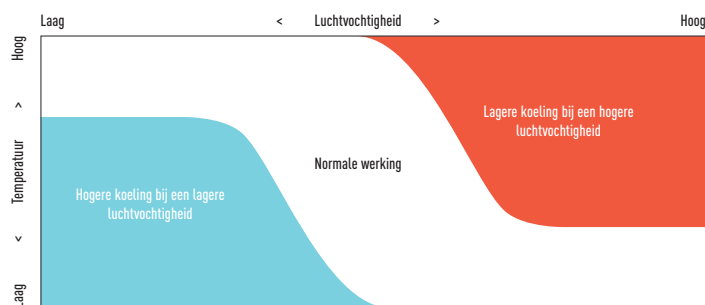 Laag < Luchtvochtigheid > Hoog
Hoog
>
Temperatuur
<
Laag
Lagere koeling bij een hogere
luchtvochtigheid
Normale werking
Hogere koeling bij een lagere
luchtvochtigheid